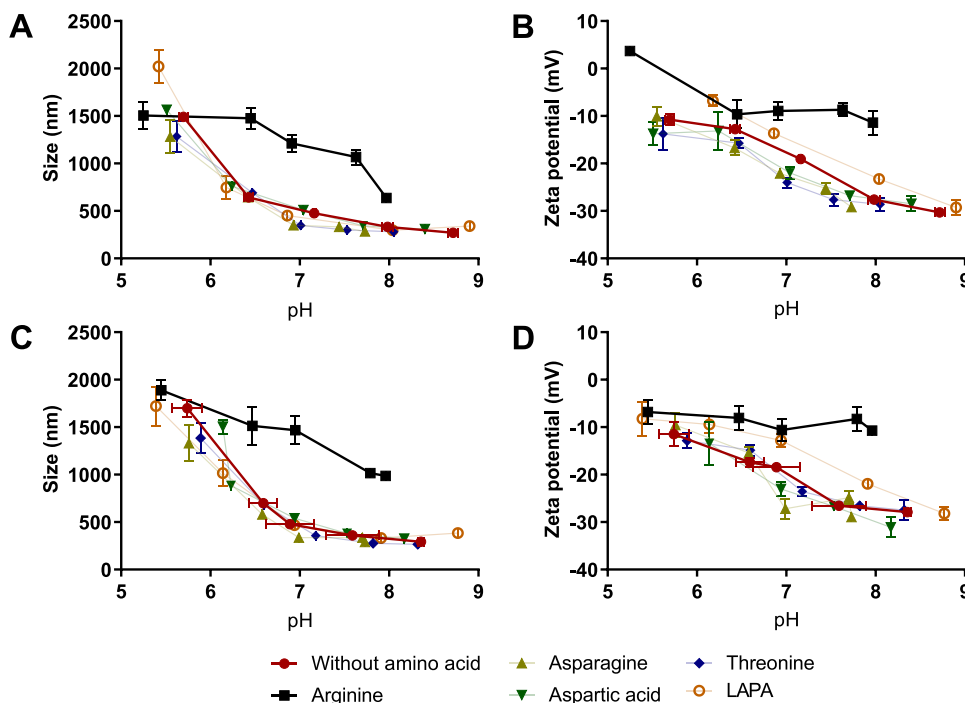 A
Size (nm)
2500
2000
1500
1000
500
0
5 6 7 8 9
pH
B
Zeta potential (mV)
10
0
-10
-20
-30
-40
5 6 7 8 9
pH
C
Size (nm)
2500
2000
1500
1000
500
0
5 6 7 8 9
pH
D
Zeta potential (mV)
10
0
-10
-20
-30
-40
5 6 7 8 9
pH
Without amino acid Asparagine Threonine
Arginine Aspartic acid LAPA